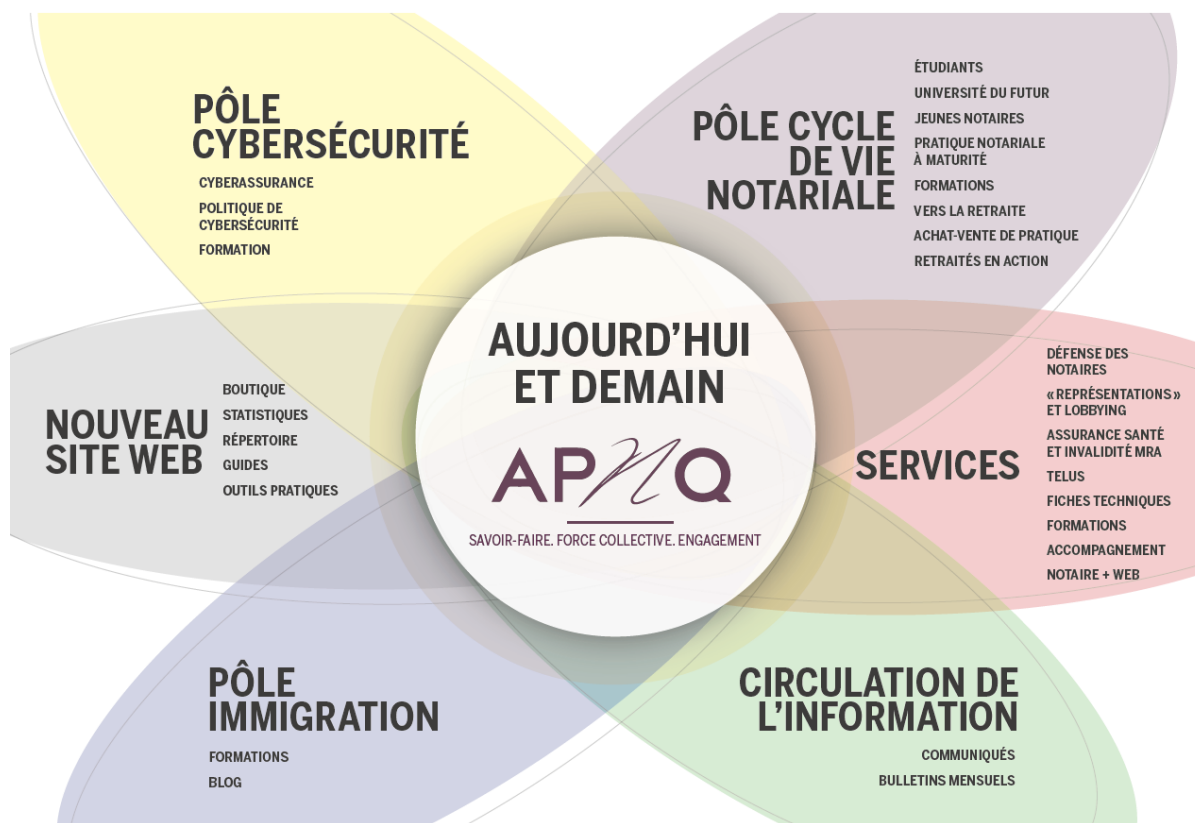 PÔLE
CYBERSÉCURITÉ
CYBERASSURANCE
POLITIQUE DE
CYBERSÉCURITÉ
FORMATION
PÔLE CYCLE
DE VIE
NOTARIALE
ÉTUDIANTS
UNIVERSITÉ DU FUTUR
JEUNES NOTAIRES
PRATIQUE NOTARIALE
À MATURITÉ
FORMATIONS
VERS LA RETRAITE
ACHAT-VENTE DE PRATIQUE
RETRAITÉS EN ACTION
NOUVEAU
SITE WEB
BOUTIQUE
STATISTIQUES
RÉPERTOIRE
GUIDES
OUTILS PRATIQUES
AUJOURD'HUI
ET DEMAIN
APNQ
SAVOIR-FAIRE. FORCE COLLECTIVE. ENGAGEMENT
SERVICES
DÉFENSE DES
NOTAIRES
« REPRÉSENTATIONS »
ET LOBBYING
ASSURANCE SANTÉ
ET INVALIDITÉ MRA
TELUS
FICHES TECHNIQUES
FORMATIONS
ACCOMPAGNEMENT
NOTAIRE + WEB
PÔLE
IMMIGRATION
FORMATIONS
BLOG
CIRCULATION DE
L'INFORMATION
COMMUNIQUÉS
BULLETINS MENSUELS